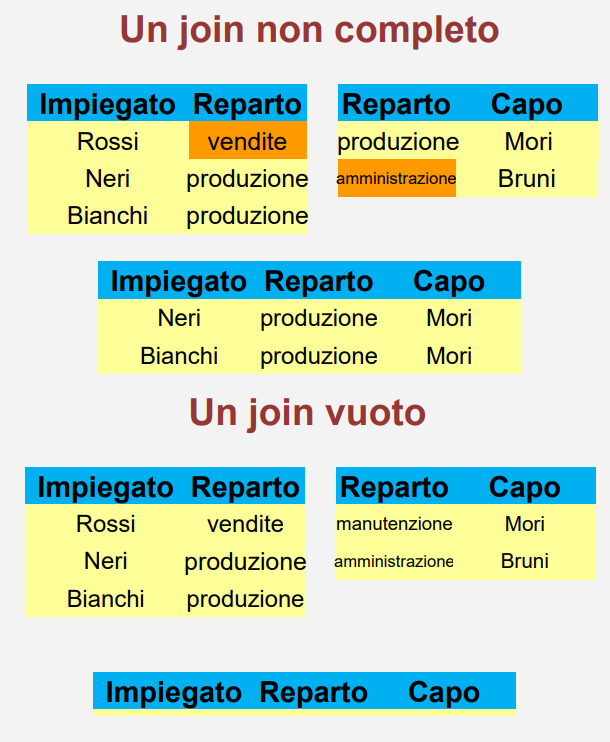 Un join non completo
Impiegato Reparto
Rossi vendite
Neri produzione
Bianchi produzione
Reparto Capo
produzione Mori
amministrazione Bruni
Impiegato Reparto Capo
Neri produzione Mori
Bianchi produzione Mori
Un join vuoto
Impiegato Reparto
Rossi vendite
Neri produzione
Bianchi produzione
Reparto Capo
manutenzione Mori
amministrazione Bruni
Impiegato Reparto Capo